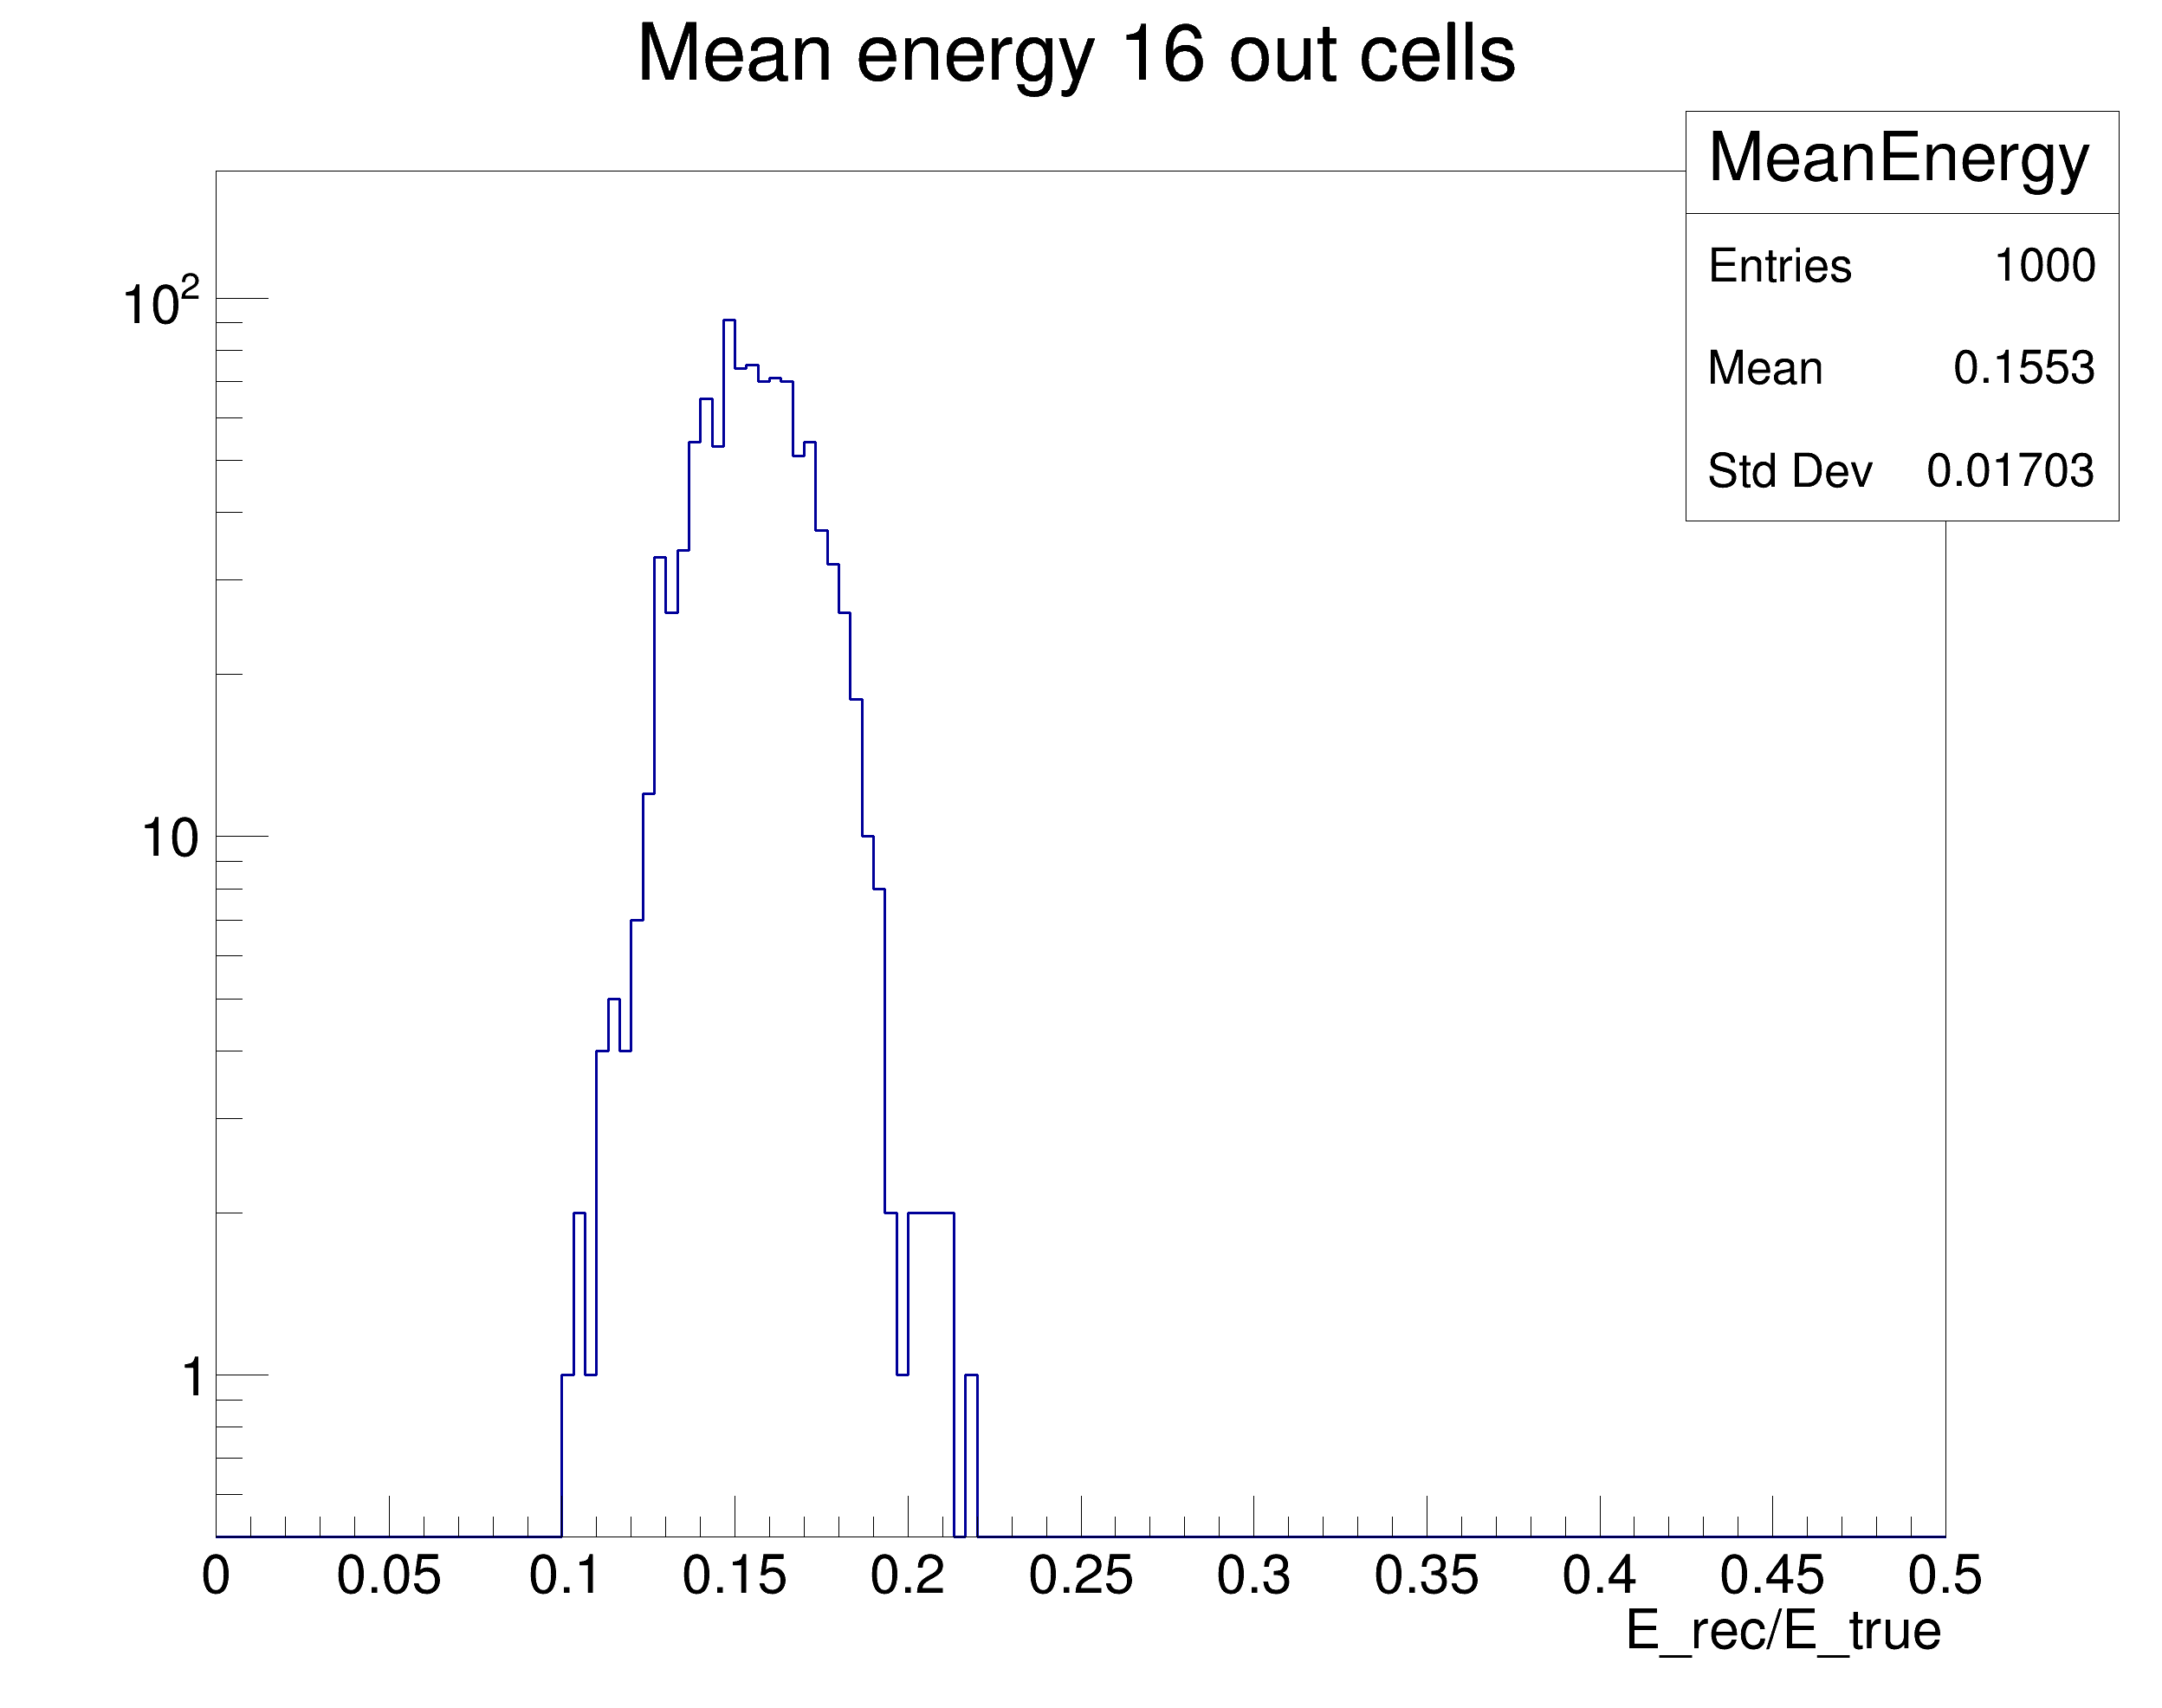 Mean energy 16 out cells
MeanEnergy
Entries 1000
Mean 0.1553
Std Dev 0.01703
10²
10
1
0 0.05 0.1 0.15 0.2 0.25 0.3 0.35 0.4 0.45 0.5
E_rec/E_true